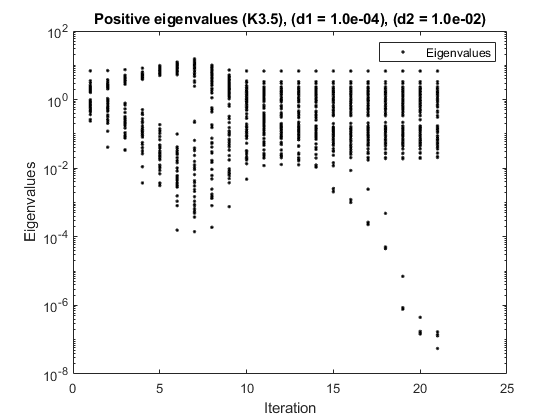 Positive eigenvalues (K3.5), (d1 = 1.0e-04), (d2 = 1.0e-02)
Eigenvalues
10^2
10^0
10^-2
10^-4
10^-6
10^-8
Eigenvalues
0 5 10 15 20 25
Iteration